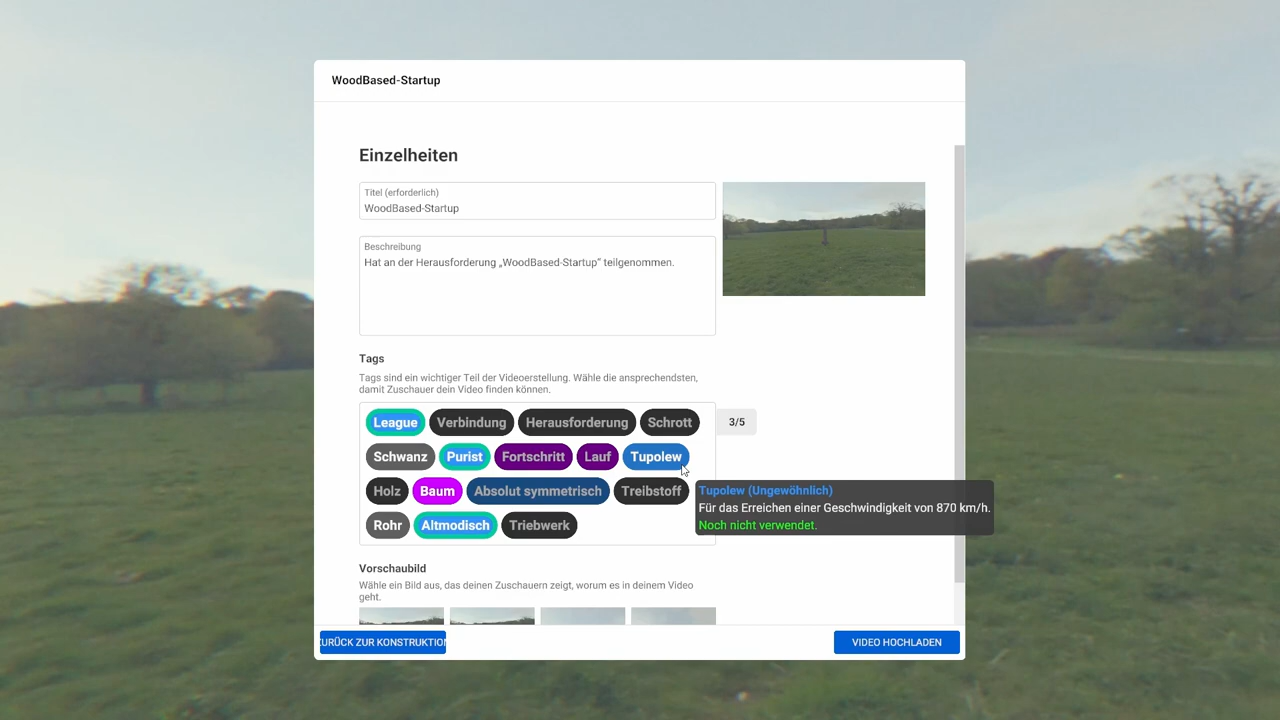 WoodBased-Startup
Einzelheiten
Titel (erforderlich)
WoodBased-Startup
Beschreibung
Hat an der Herausforderung „WoodBased-Startup“ teilgenommen.
Tags
Tags sind ein wichtiger Teil der Videoerstellung. Wähle die ansprechendsten,
damit Zuschauer dein Video finden können.
League Verbindung Herausforderung Schrott 3/5
Schwanz Purist Fortschritt Lauf Tupolew
Holz Baum Absolut symmetrisch Treibstoff
Tupolew (Ungewöhnlich)
Für das Erreichen einer Geschwindigkeit von 870 km/h.
Noch nicht verwendet.
Rohr Altmodisch Triebwerk
Vorschaubild
Wähle ein Bild aus, das deinen Zuschauern zeigt, worum es in deinem Video
geht.
URÜCK ZUR KONSTRUKTION VIDEO HOCHLADEN